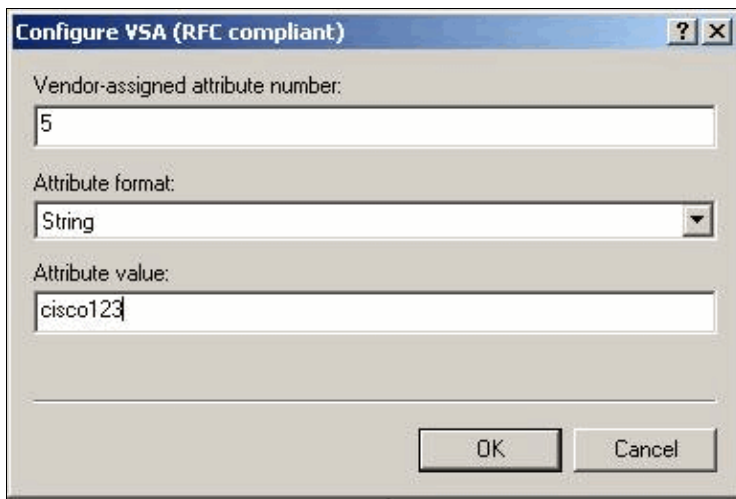 Configure VSA (RFC compliant)
Vendor-assigned attribute number:
5
Attribute format:
String
Attribute value:
cisco123
OK
Cancel